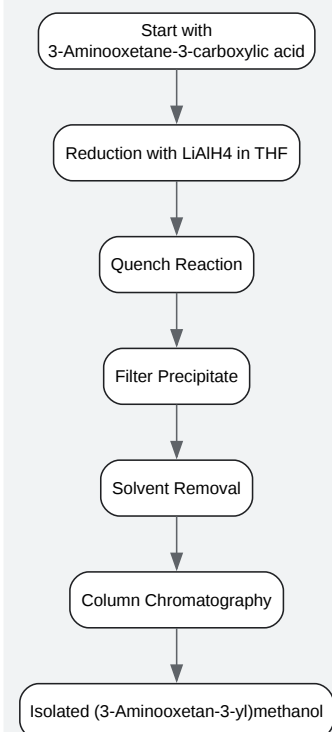 Start with
3-Aminooxetane-3-carboxylic acid
Reduction with LiAlH4 in THF
Quench Reaction
Filter Precipitate
Solvent Removal
Column Chromatography
Isolated (3-Aminooxetan-3-yl)methanol